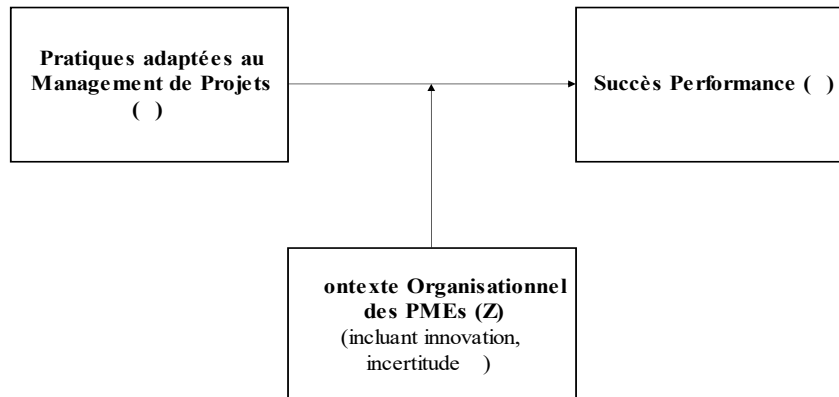 Pratiques adaptées au
Management de Projets
( )
Succès Performance ( )
ontexte Organisationnel
des PMEs (Z)
(incluant innovation,
incertitude )